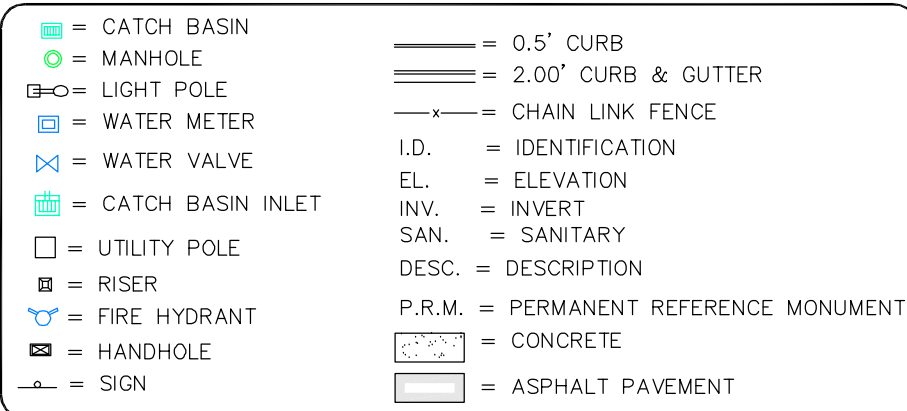 = CATCH BASIN
= MANHOLE
= LIGHT POLE
= WATER METER
= WATER VALVE
= CATCH BASIN INLET
= UTILITY POLE
= RISER
= FIRE HYDRANT
= HANDHOLE
= SIGN
= 0.5' CURB
= 2.00' CURB & GUTTER
x = CHAIN LINK FENCE
I.D. = IDENTIFICATION
EL. = ELEVATION
INV. = INVERT
SAN. = SANITARY
DESC. = DESCRIPTION
P.R.M. = PERMANENT REFERENCE MONUMENT
= CONCRETE
= ASPHALT PAVEMENT